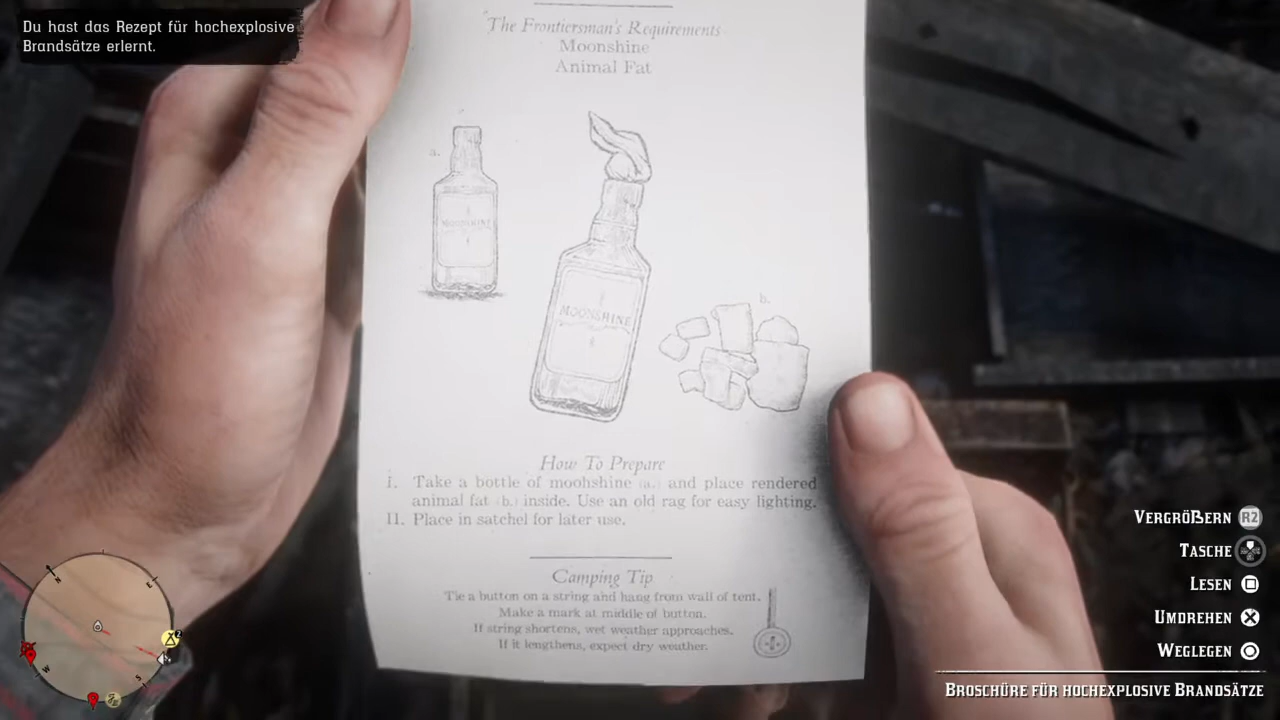 Du hast das Rezept für hochexplosive
Brandsätze erlernt.
The Frontiersman's Requirements
Moonshine
Animal Fat
a.
MOONSHINE
MOONSHINE
b.
How To Prepare
I. Take a bottle of moonshine (a.) and place rendered
animal fat (b.) inside. Use an old rag for easy lighting.
II. Place in satchel for later use.
Camping Tip
Tie a button on a string and hang from wall of tent.
Make a mark at middle of button.
If string shortens, wet weather approaches.
If it lengthens, expect dry weather.
N
E
W
S
2
VERGRÖẞERN R2
TASCHE
LESEN
UMDREHEN
WEGLEGEN
BROSCHÜRE FÜR HOCHEXPLOSIVE BRANDSÄTZE